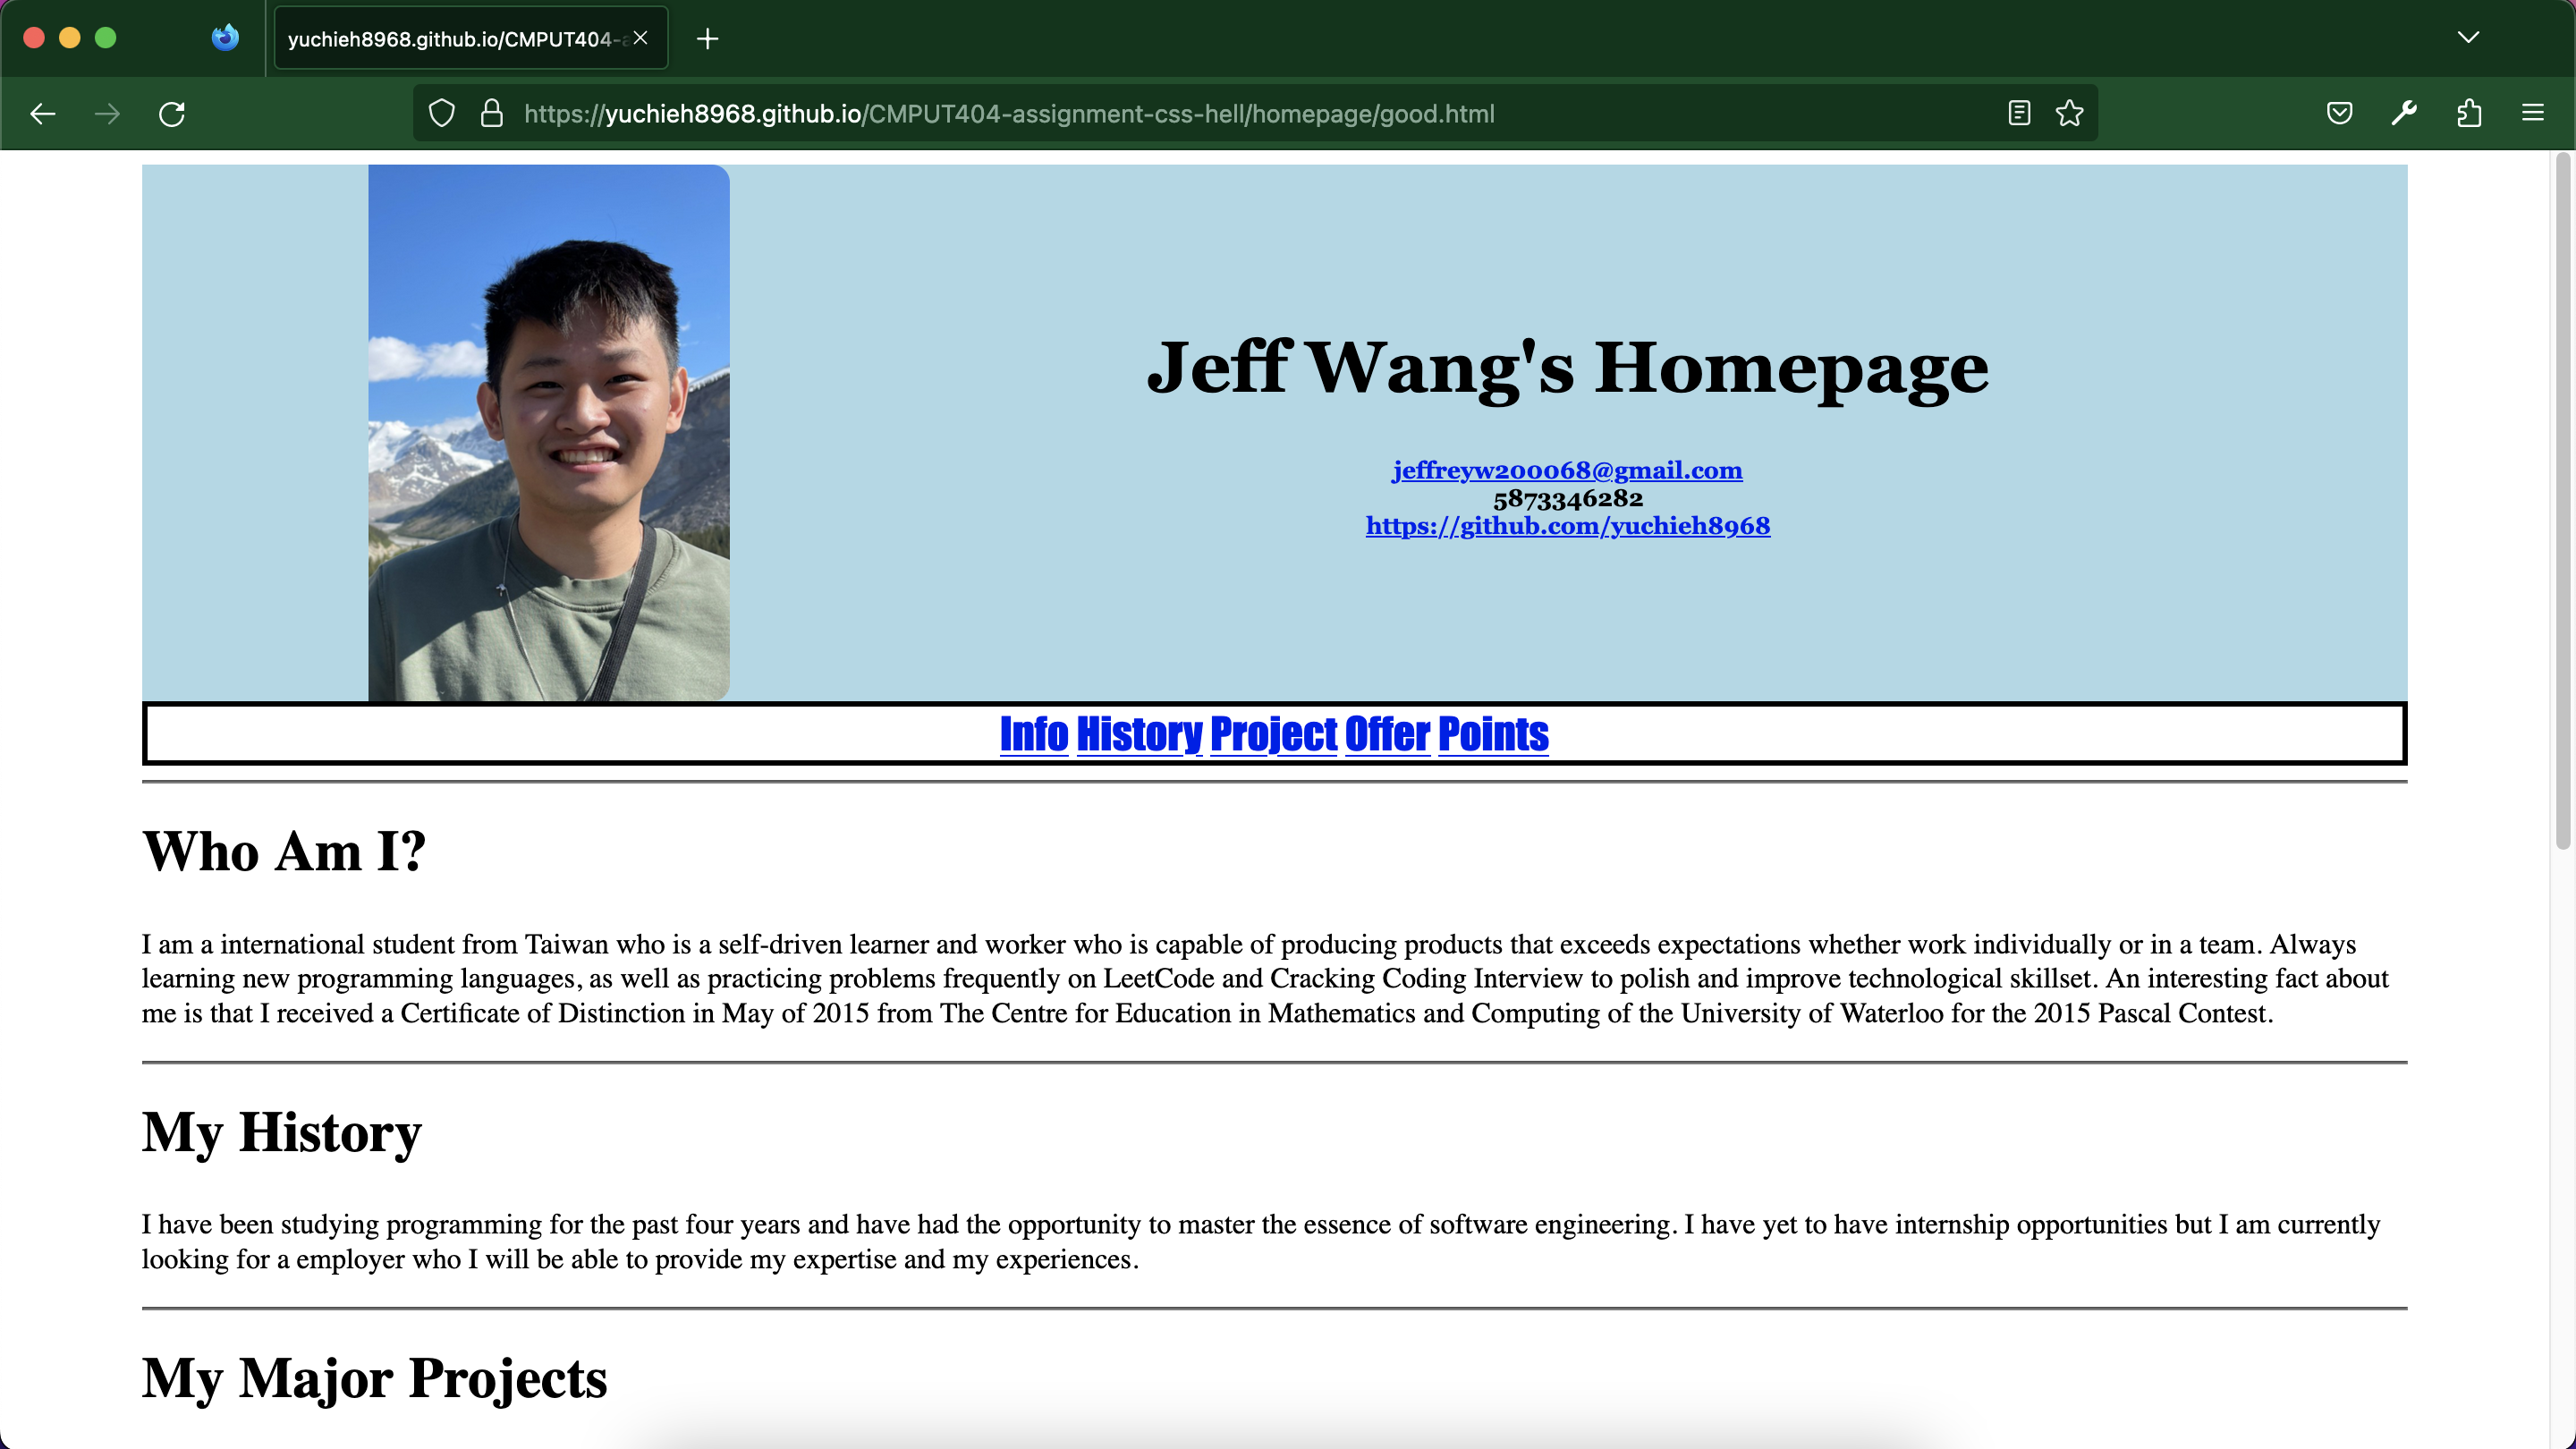 yuchieh8968.github.io/CMPUT404-a
https://yuchieh8968.github.io/CMPUT404-assignment-css-hell/homepage/good.html
Jeff Wang's Homepage
jeffreyw200068@gmail.com
5873346282
https://github.com/yuchieh8968
Info History Project Offer Points
Who Am I?
I am a international student from Taiwan who is a self-driven learner and worker who is capable of producing products that exceeds expectations whether work individually or in a team. Always
learning new programming languages, as well as practicing problems frequently on LeetCode and Cracking Coding Interview to polish and improve technological skillset. An interesting fact about
me is that I received a Certificate of Distinction in May of 2015 from The Centre for Education in Mathematics and Computing of the University of Waterloo for the 2015 Pascal Contest.
My History
I have been studying programming for the past four years and have had the opportunity to master the essence of software engineering. I have yet to have internship opportunities but I am currently
looking for a employer who I will be able to provide my expertise and my experiences.
My Major Projects